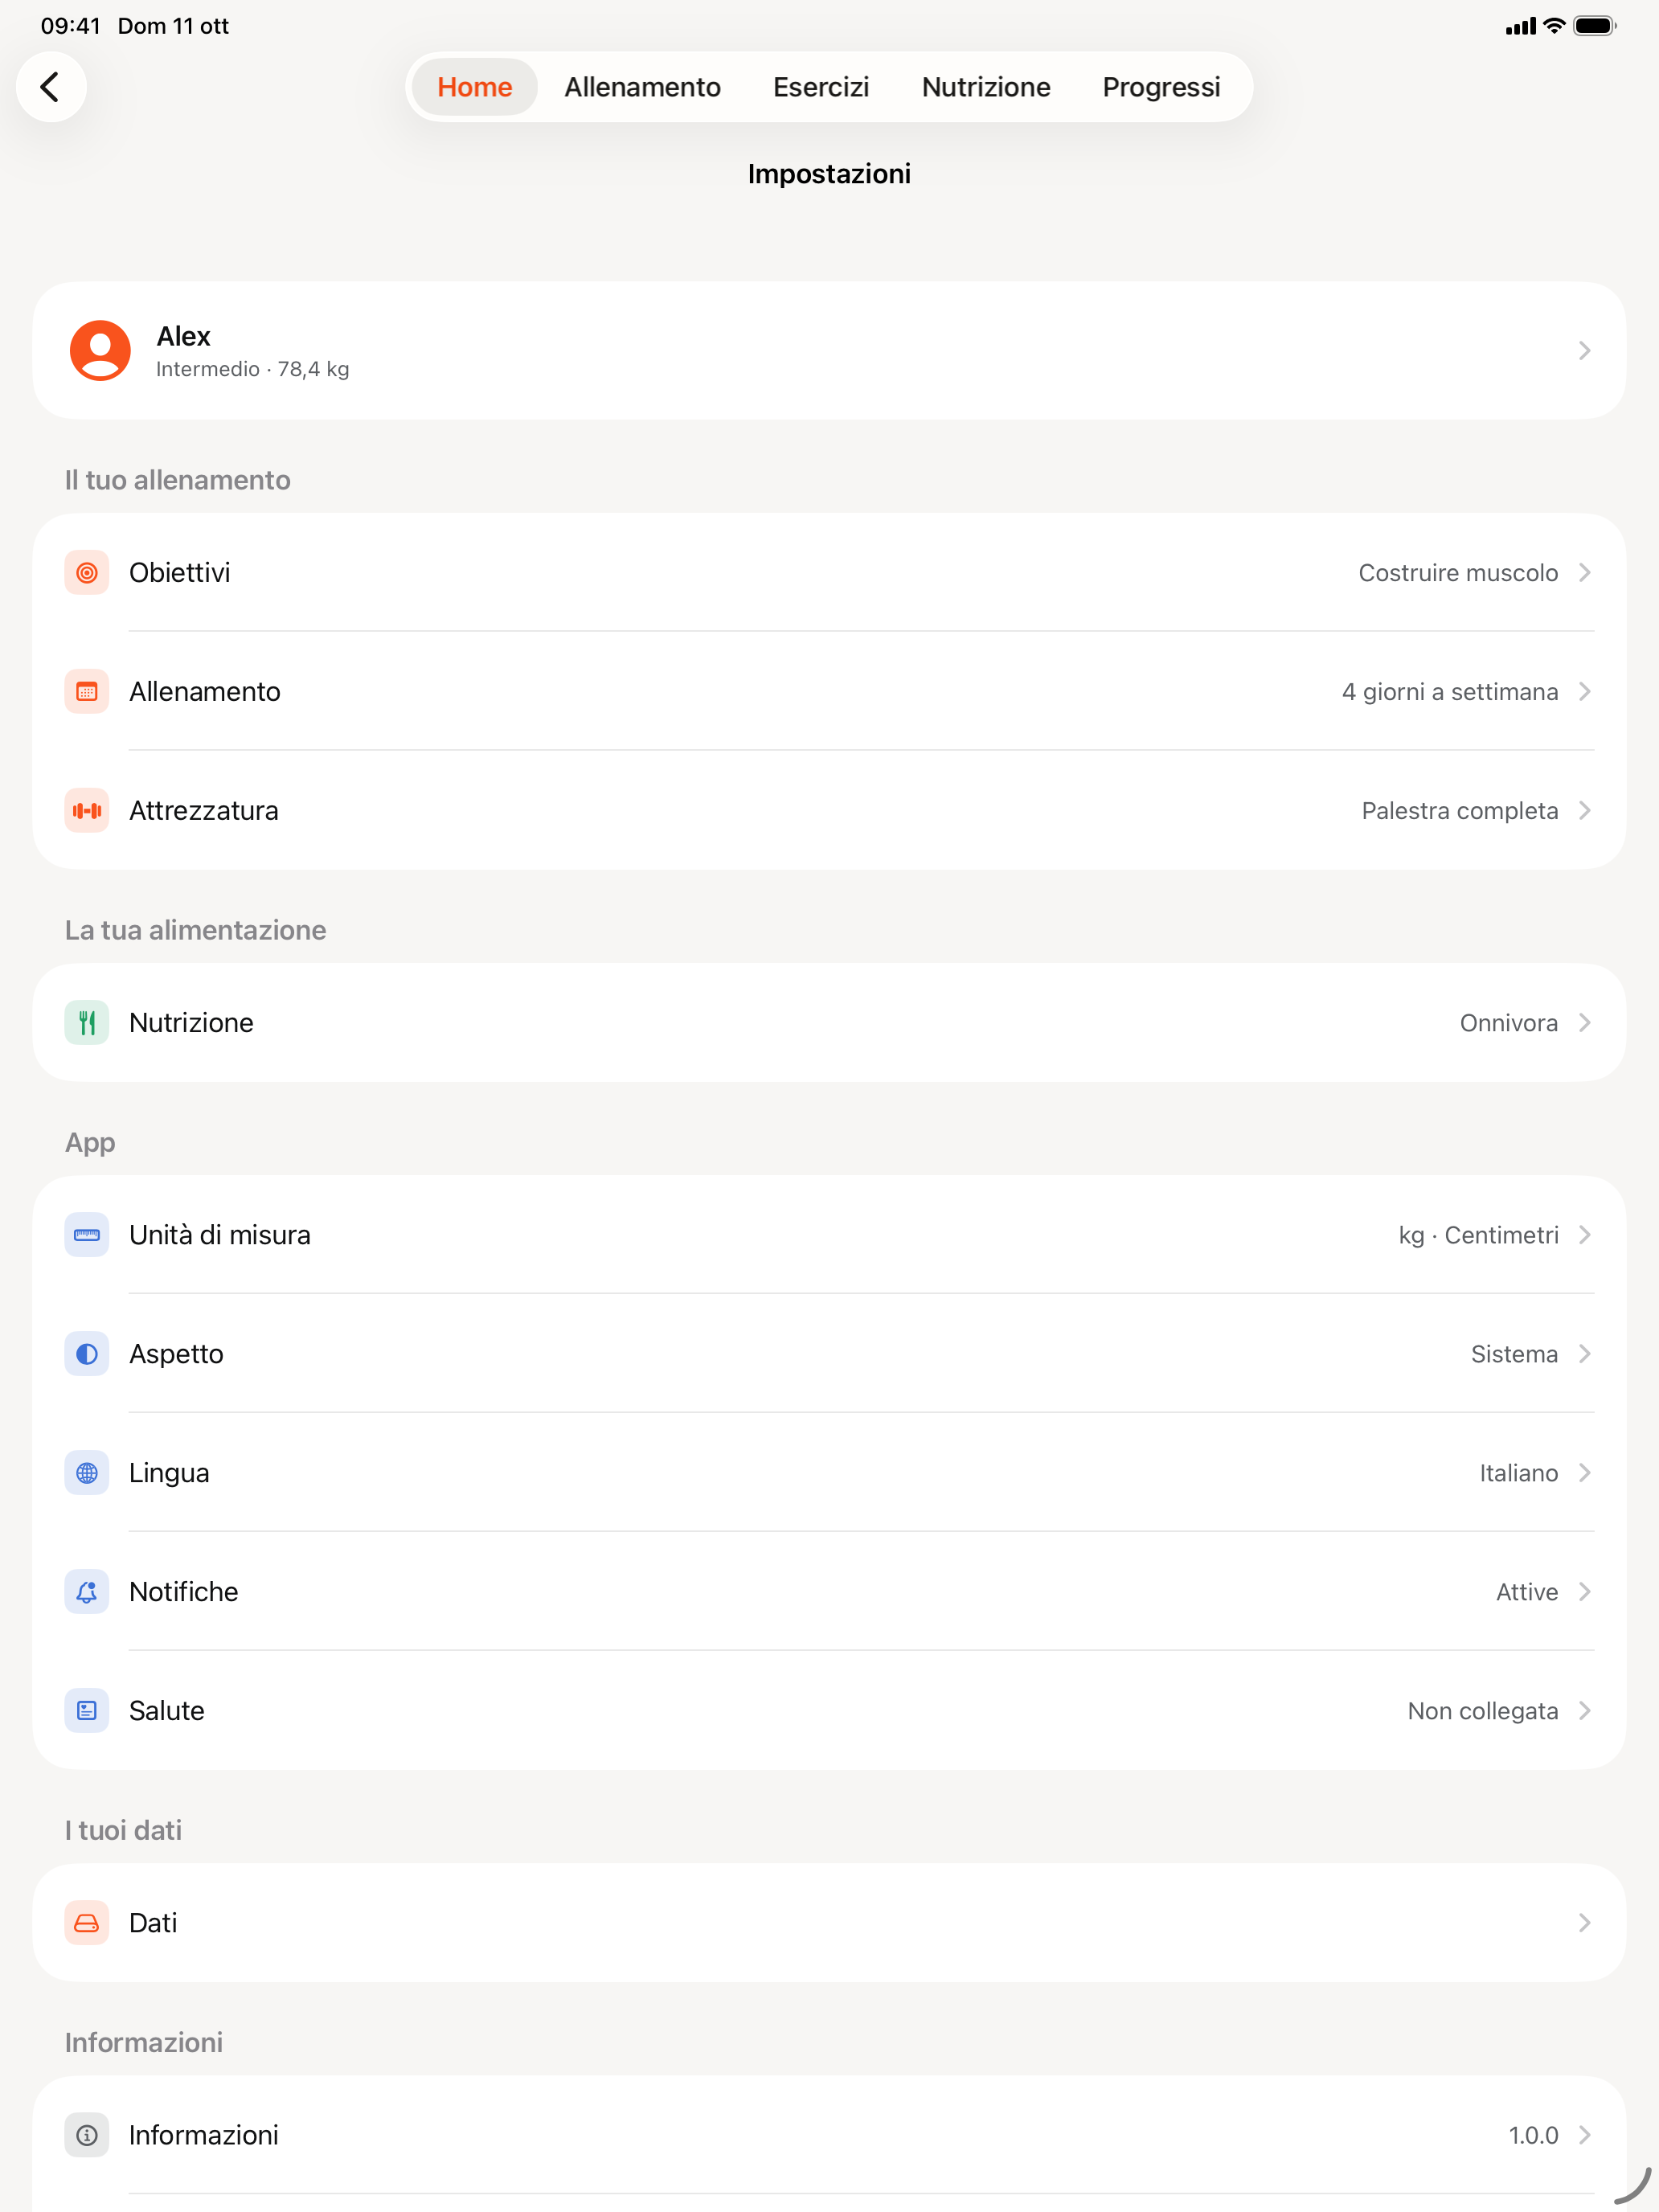 09:41 Dom 11 ott
Home Allenamento Esercizi Nutrizione Progressi
Impostazioni
Alex
Intermedio · 78,4 kg
Il tuo allenamento
Obiettivi Costruire muscolo
Allenamento 4 giorni a settimana
Attrezzatura Palestra completa
La tua alimentazione
Nutrizione Onnivora
App
Unità di misura kg · Centimetri
Aspetto Sistema
Lingua Italiano
Notifiche Attive
Salute Non collegata
I tuoi dati
Dati
Informazioni
Informazioni 1.0.0